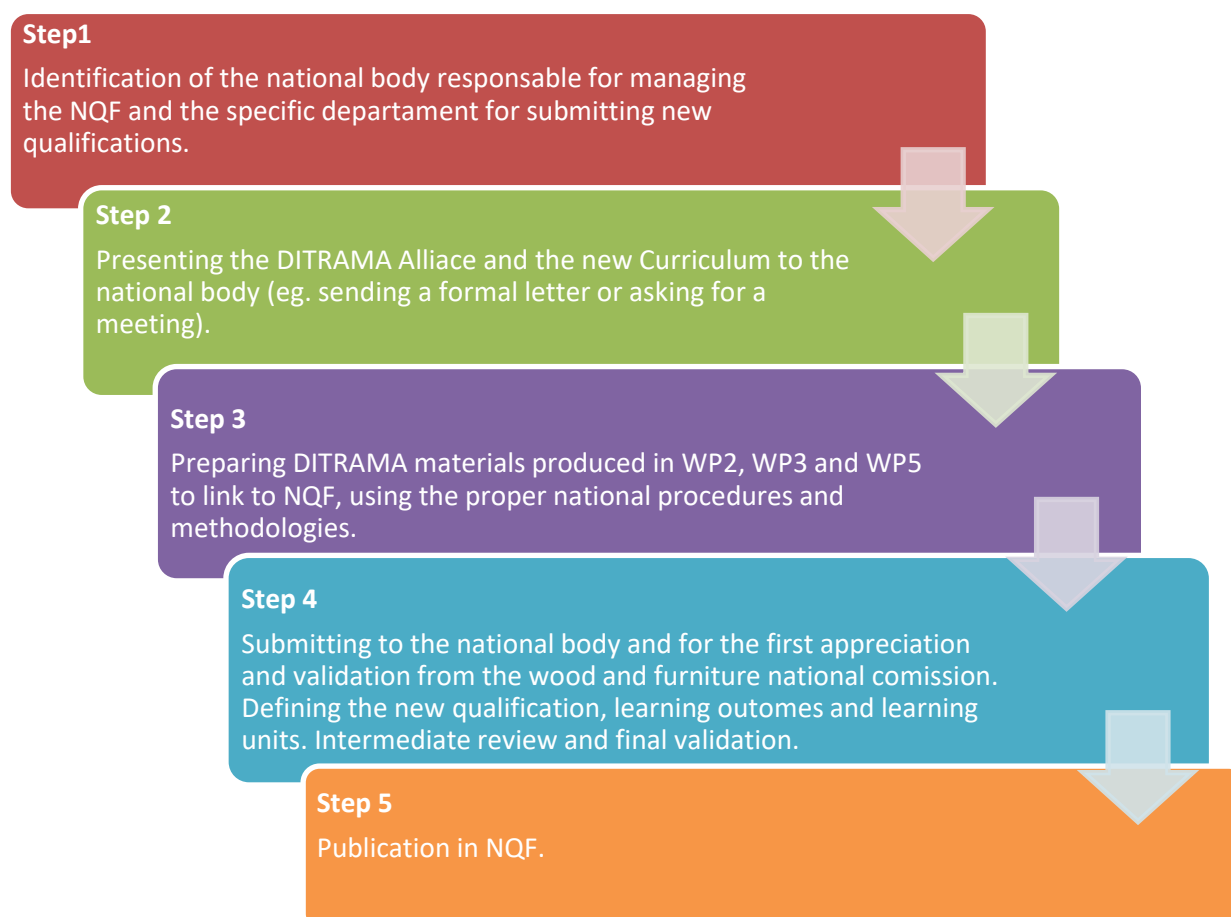 Step1
Identification of the national body responsable for managing
the NQF and the specific departament for submitting new
qualifications.
Step 2
Presenting the DITRAMA Alliace and the new Curriculum to the
national body (eg. sending a formal letter or asking for a
meeting).
Step 3
Preparing DITRAMA materials produced in WP2, WP3 and WP5
to link to NQF, using the proper national procedures and
methodologies.
Step 4
Submitting to the national body and for the first appreciation
and validation from the wood and furniture national comission.
Defining the new qualification, learning outcomes and learning
units. Intermediate review and final validation.
Step 5
Publication in NQF.